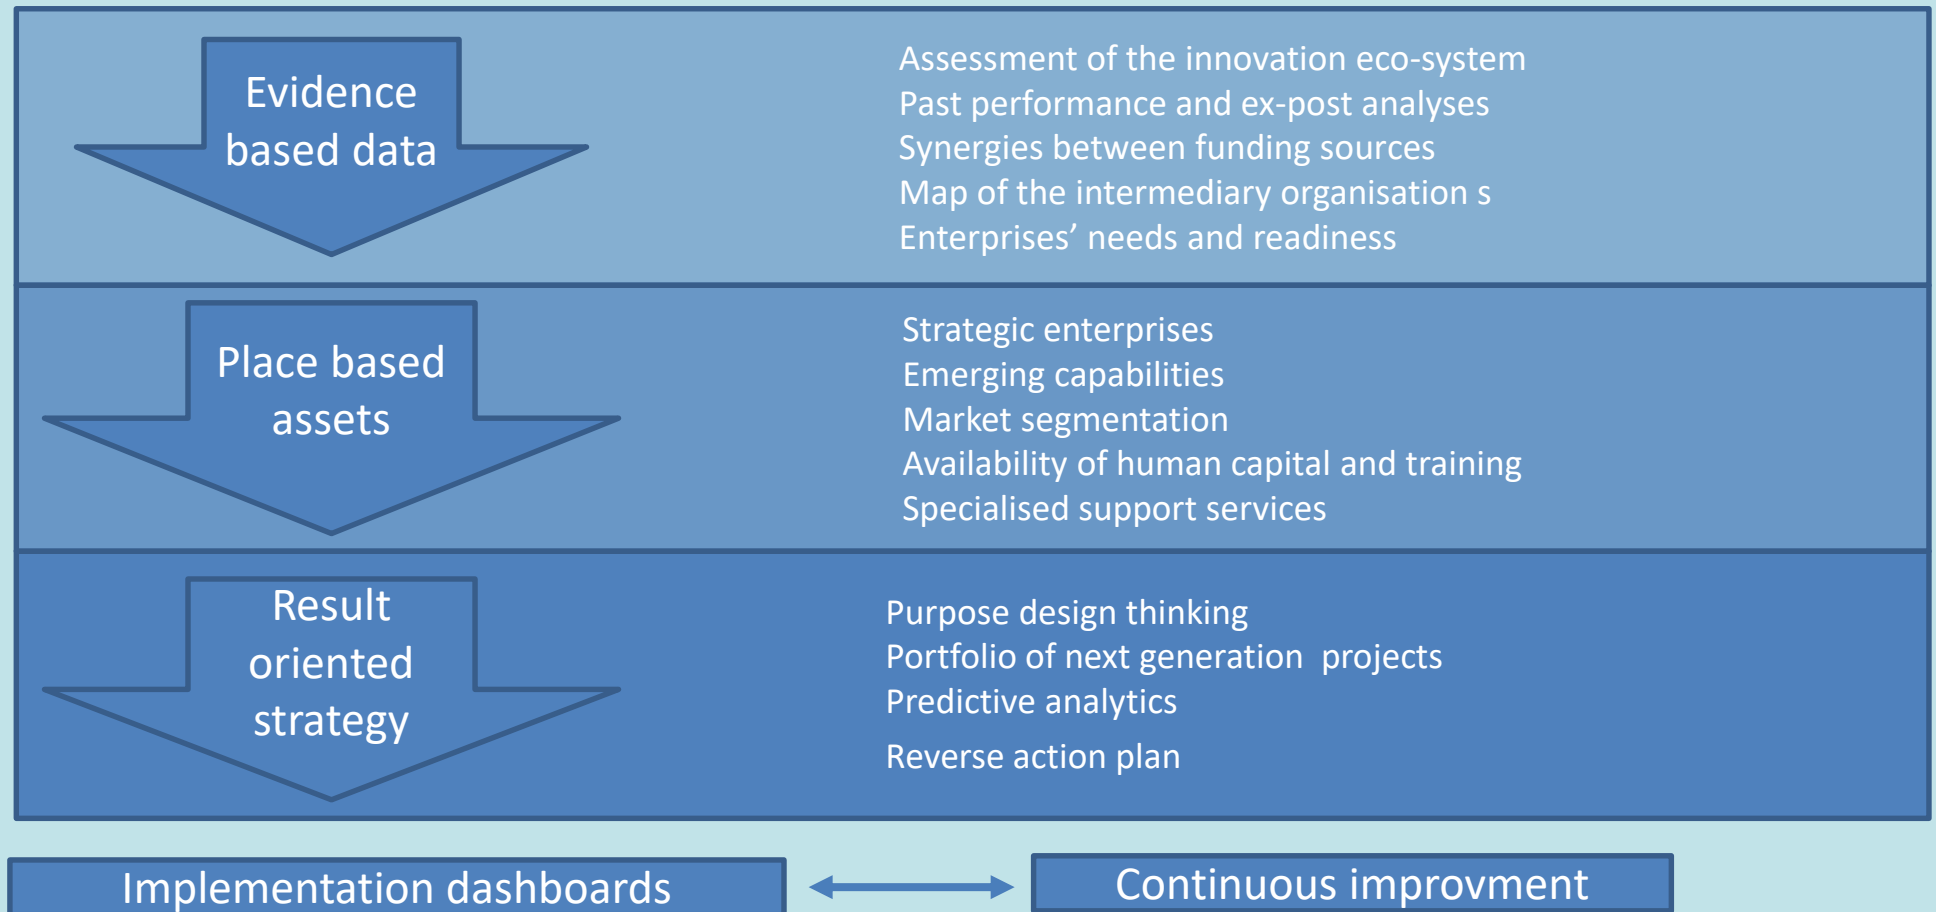 Evidence
based data
Assessment of the innovation eco-system
Past performance and ex-post analyses
Synergies between funding sources
Map of the intermediary organisation s
Enterprises’ needs and readiness
Place based
assets
Strategic enterprises
Emerging capabilities
Market segmentation
Availability of human capital and training
Specialised support services
Result
oriented
strategy
Purpose design thinking
Portfolio of next generation  projects
Predictive analytics
Reverse action plan
Implementation dashboards
Continuous improvment